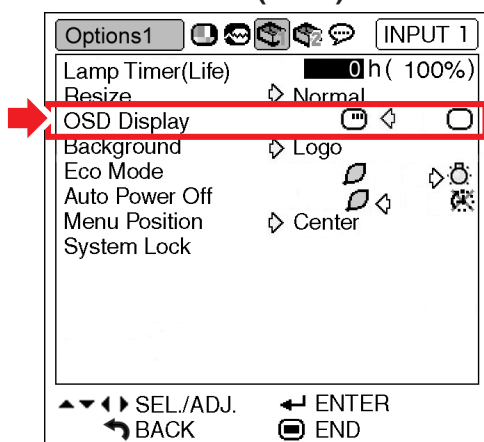 Options1 INPUT 1
Lamp Timer(Life) 0 h ( 100%)
Resize Normal
OSD Display
Background Logo
Eco Mode
Auto Power Off
Menu Position Center
System Lock
SEL./ADJ. ENTER
BACK END